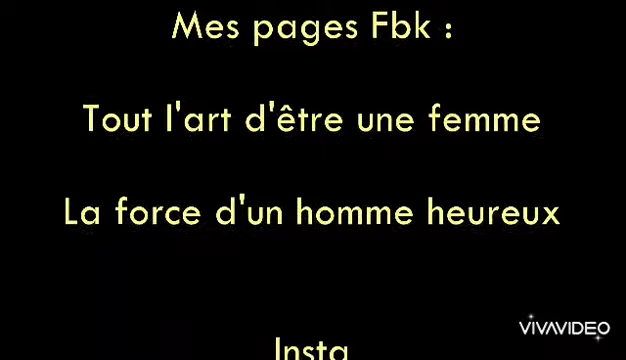 Mes pages Fbk :
Tout l'art d'être une femme
La force d'un homme heureux
Insta
VIVAVIDEO